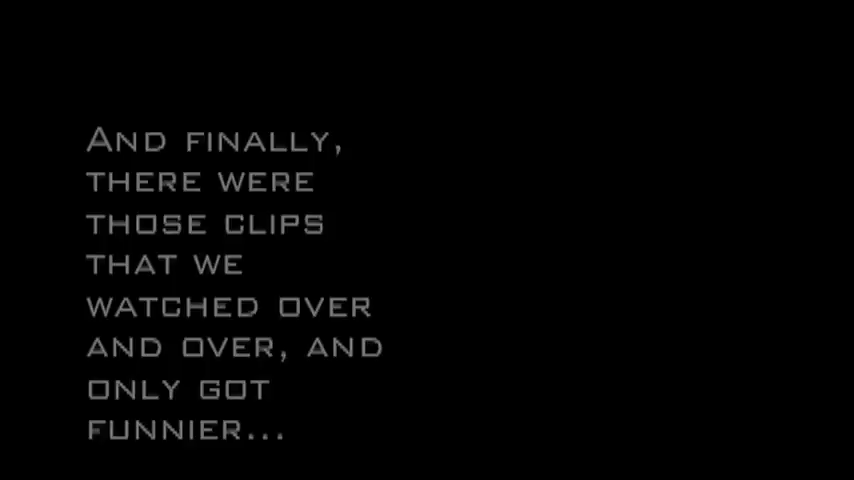 And finally,
there were
those clips
that we
watched over
and over, and
only got
funnier...